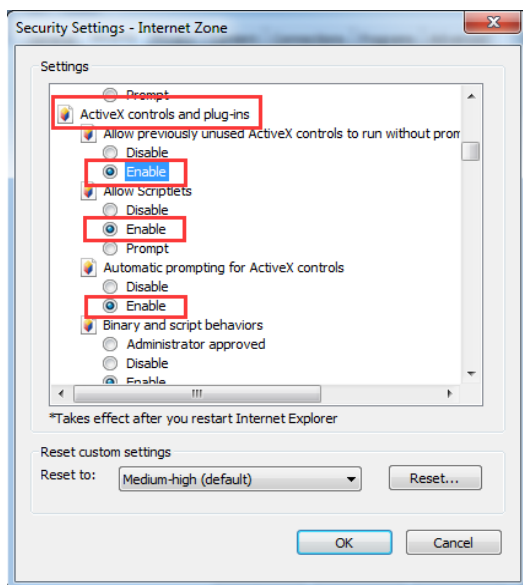 Security Settings - Internet Zone
Settings
Prompt
ActiveX controls and plug-ins
Allow previously unused ActiveX controls to run without prom
Disable
Enable
Allow Scriptlets
Disable
Enable
Prompt
Automatic prompting for ActiveX controls
Disable
Enable
Binary and script behaviors
Administrator approved
Disable
Enable
*Takes effect after you restart Internet Explorer
Reset custom settings
Reset to:
Medium-high (default)
Reset...
OK
Cancel